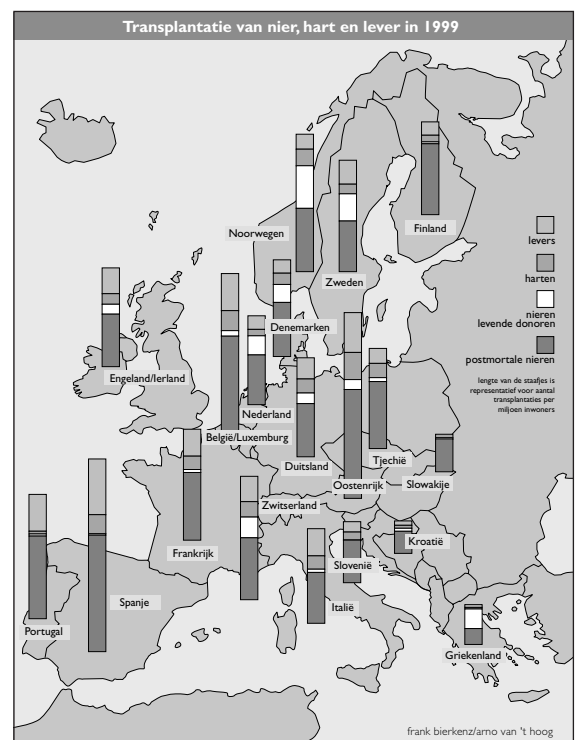 Transplantatie van nier, hart en lever in 1999
Noorwegen
Finland
Zweden
levers
harten
nieren
levende donoren
postmortale nieren
lengte van de staafjes is
representatief voor aantal
transplantaties per
miljoen inwoners
Denemarken
Engeland/Ierland
Nederland
België/Luxemburg
Duitsland
Tjechië
Oostenrijk
Slowakije
Zwitserland
Kroatië
Frankrijk
Slovenië
Spanje
Italië
Portugal
Griekenland
frank bierkenz/arno van 't hoog